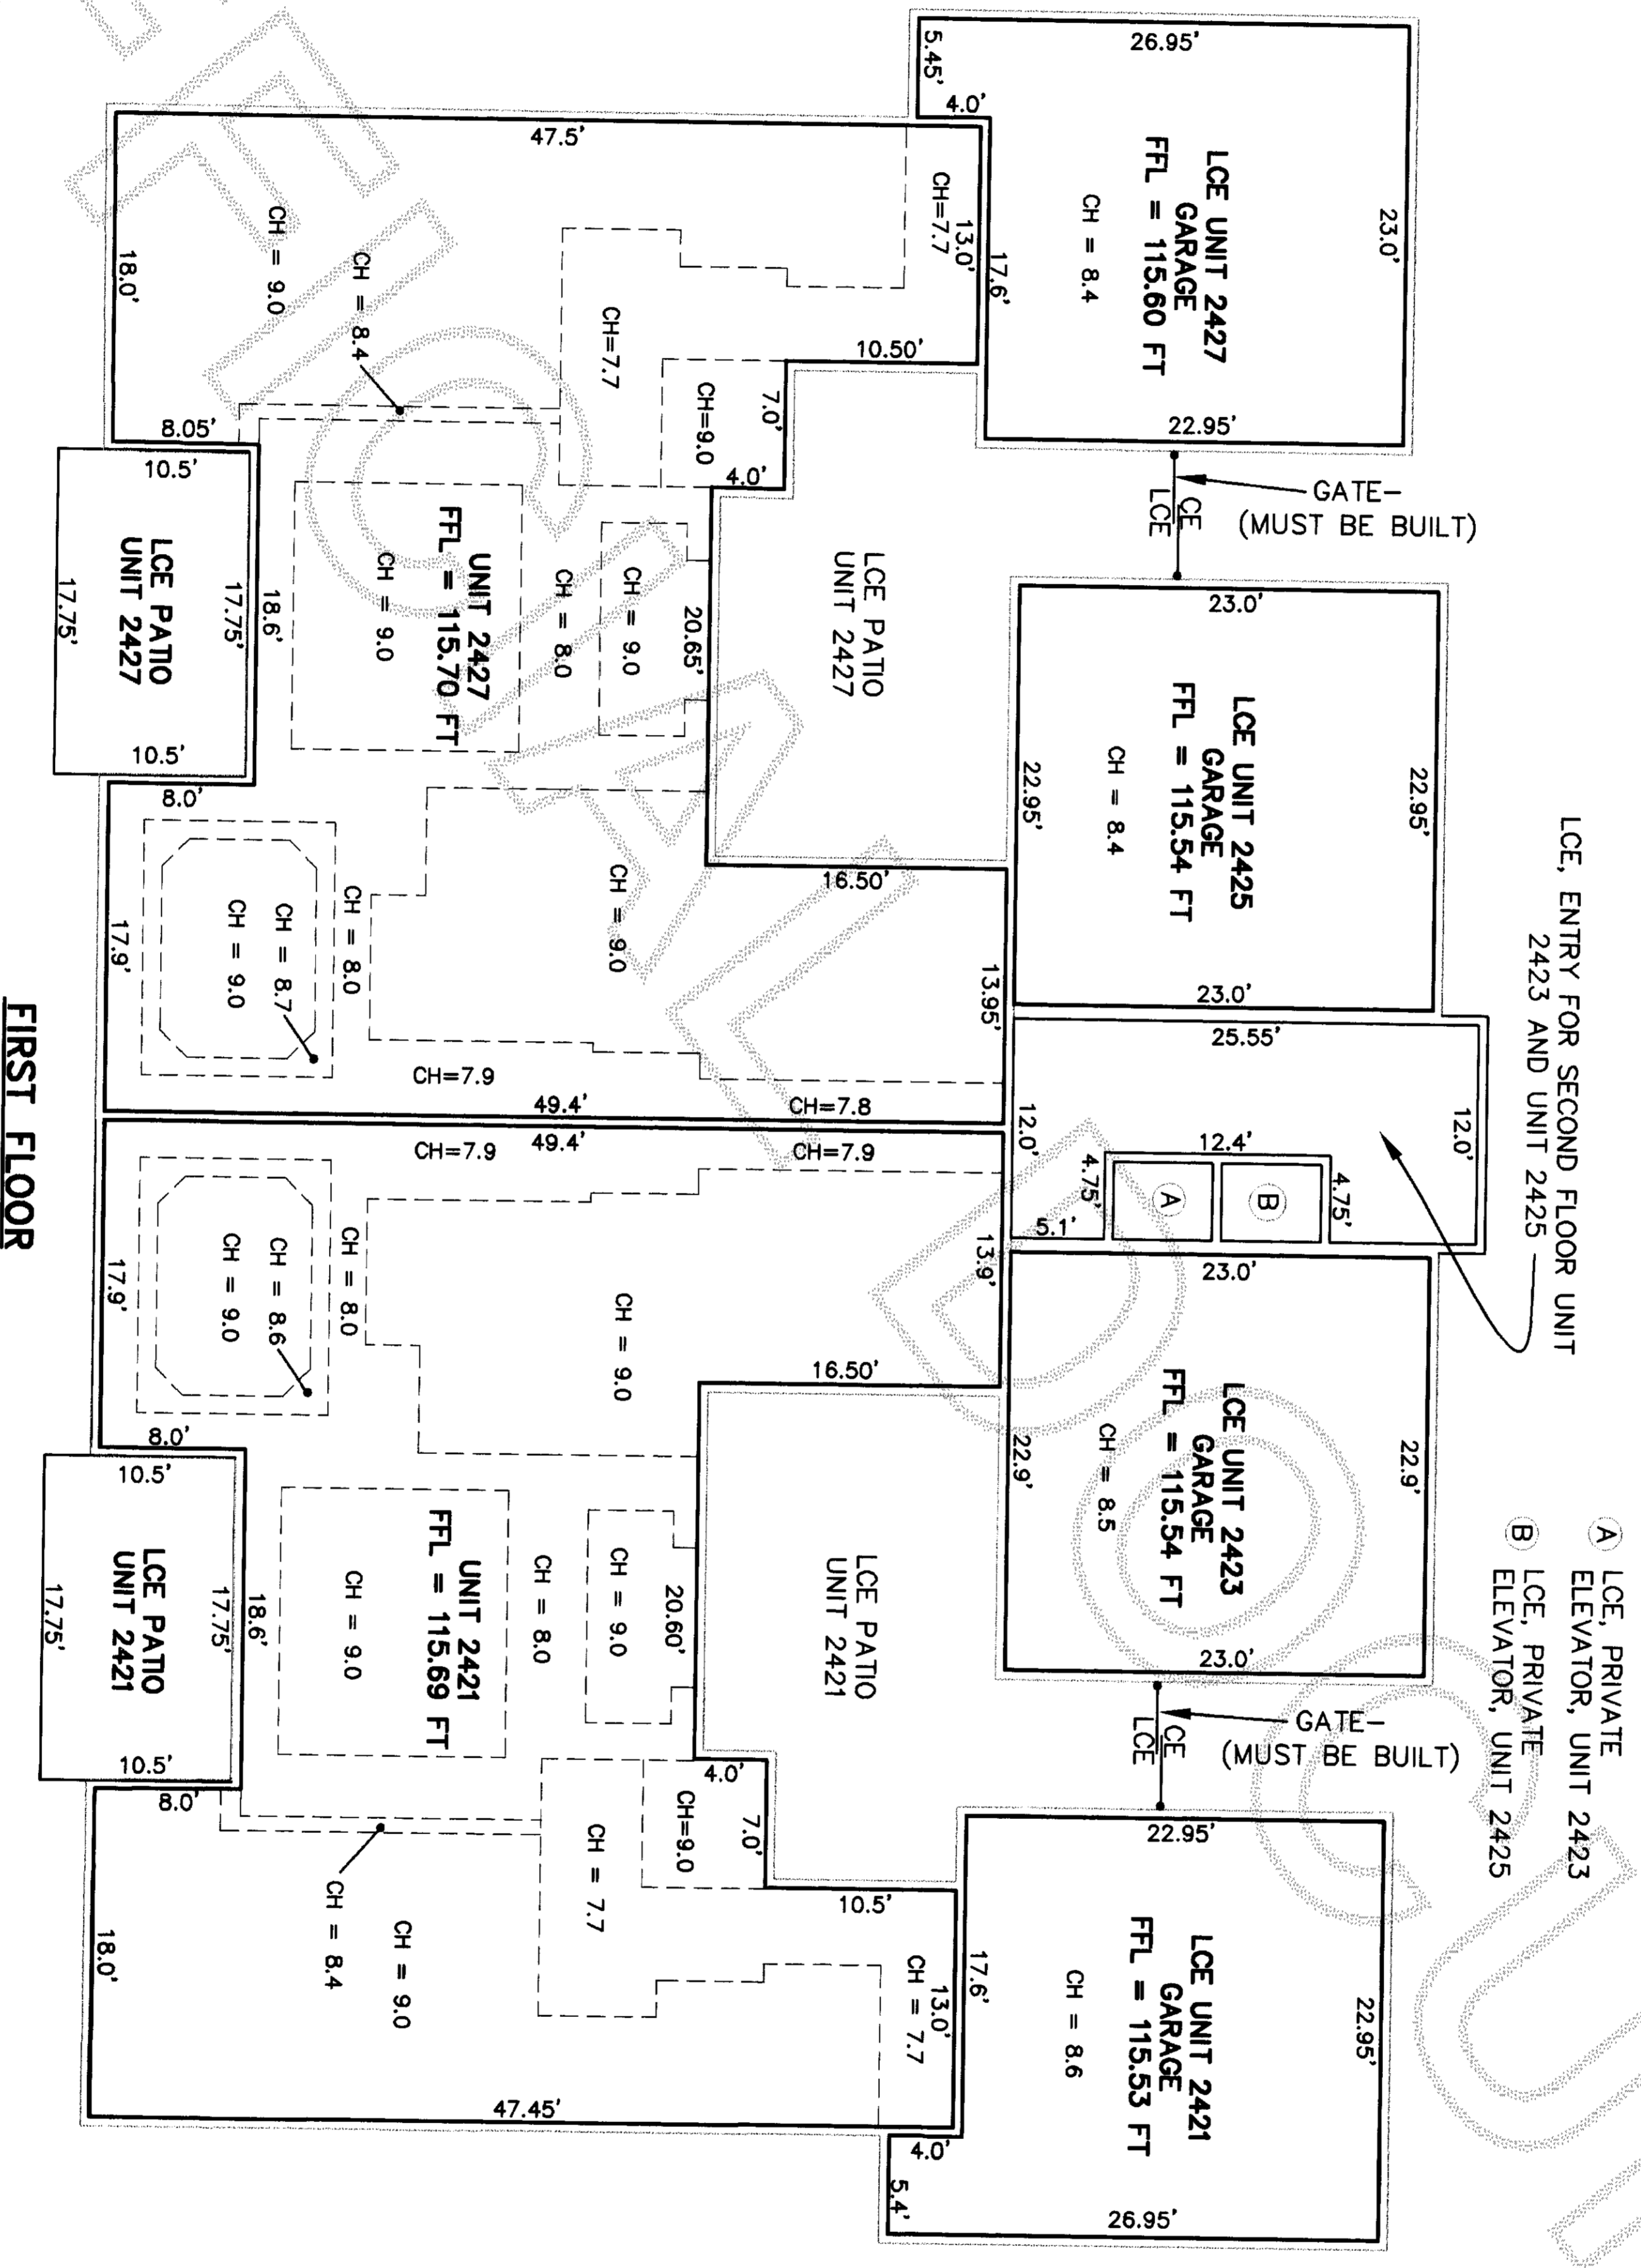 LCE, ENTRY FOR SECOND FLOOR UNIT
2423 AND UNIT 2425
Ⓐ LCE, PRIVATE
ELEVATOR, UNIT 2423
Ⓑ LCE, PRIVATE
ELEVATOR, UNIT 2425
26.95'
5.45'
4.0'
23.0'
LCE UNIT 2427
GARAGE
FFL = 115.60 FT
CH = 8.4
17.6'
22.95'
GATE-
(MUST BE BUILT)
CE
LCE
23.0'
22.95'
LCE UNIT 2425
GARAGE
FFL = 115.54 FT
CH = 8.4
22.95'
23.0'
25.55'
12.0'
12.0'
12.4'
4.75'
4.75'
5.1'
A
B
23.0'
22.9'
LCE UNIT 2423
GARAGE
FFL = 115.54 FT
CH = 8.5
22.9'
23.0'
GATE-
(MUST BE BUILT)
CE
LCE
22.95'
22.95'
LCE UNIT 2421
GARAGE
FFL = 115.53 FT
CH = 8.6
17.6'
4.0'
5.4'
26.95'
47.5'
CH=7.7
13.0'
10.50'
CH=7.7
CH=9.0
7.0'
4.0'
LCE PATIO
UNIT 2427
20.65'
CH = 9.0
CH = 8.0
UNIT 2427
FFL = 115.70 FT
CH = 9.0
CH = 8.4
CH = 9.0
18.0'
8.05'
10.5'
18.6'
17.75'
LCE PATIO
UNIT 2427
17.75'
10.5'
8.0'
16.50'
13.95'
CH = 9.0
CH = 8.0
CH = 8.7
CH = 9.0
17.9'
CH=7.9
49.4'
CH=7.8
CH=7.9
49.4'
CH=7.9
13.9'
16.50'
CH = 9.0
CH = 8.0
CH = 8.6
CH = 9.0
17.9'
8.0'
10.5'
LCE PATIO
UNIT 2421
20.60'
CH = 9.0
CH = 8.0
UNIT 2421
FFL = 115.69 FT
CH = 9.0
18.6'
17.75'
LCE PATIO
UNIT 2421
17.75'
10.5'
8.0'
4.0'
7.0'
CH=9.0
CH = 7.7
10.5'
13.0'
CH = 7.7
CH = 9.0
CH = 8.4
18.0'
47.45'
FIRST FLOOR